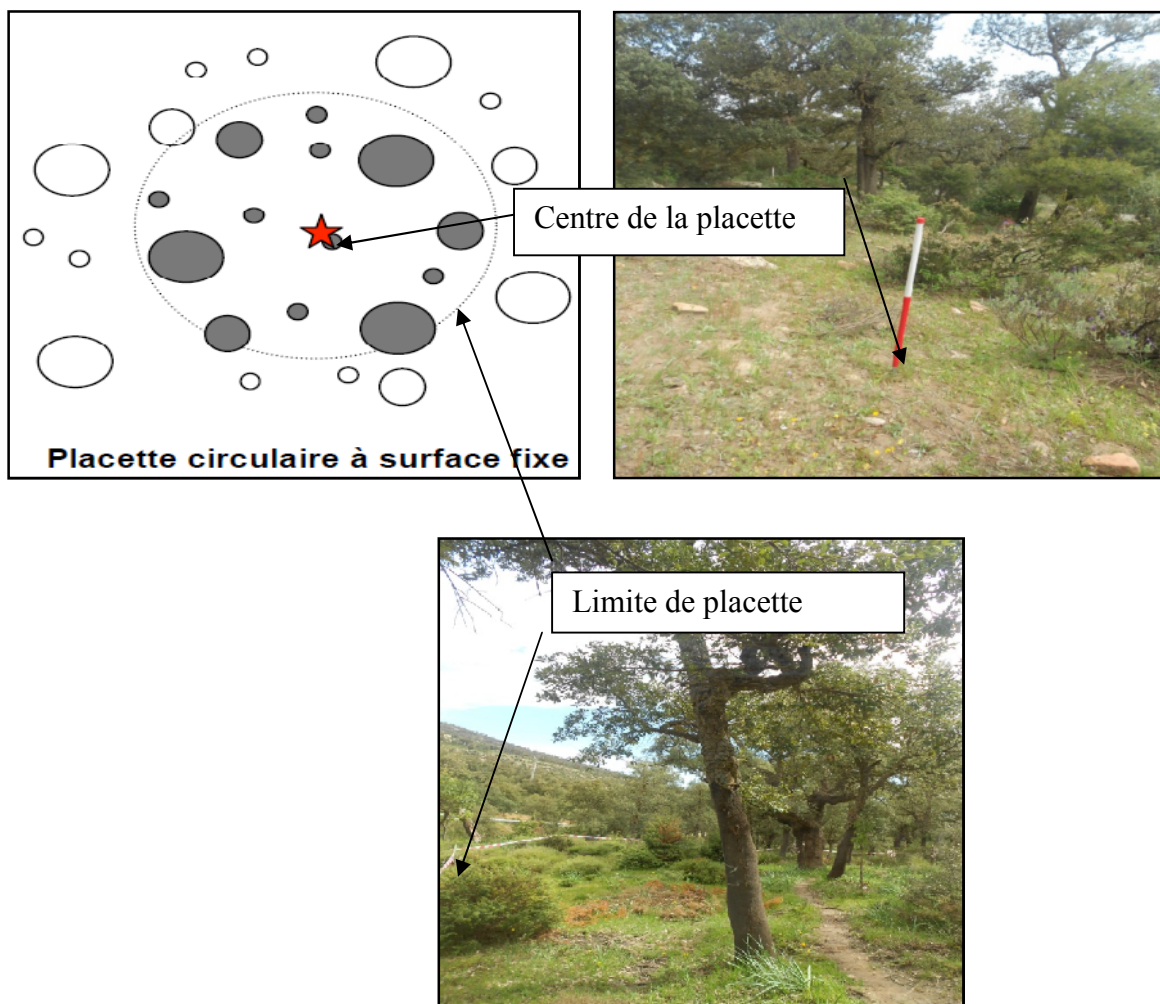 Centre de la placette
Placette circulaire à surface fixe
Limite de placette